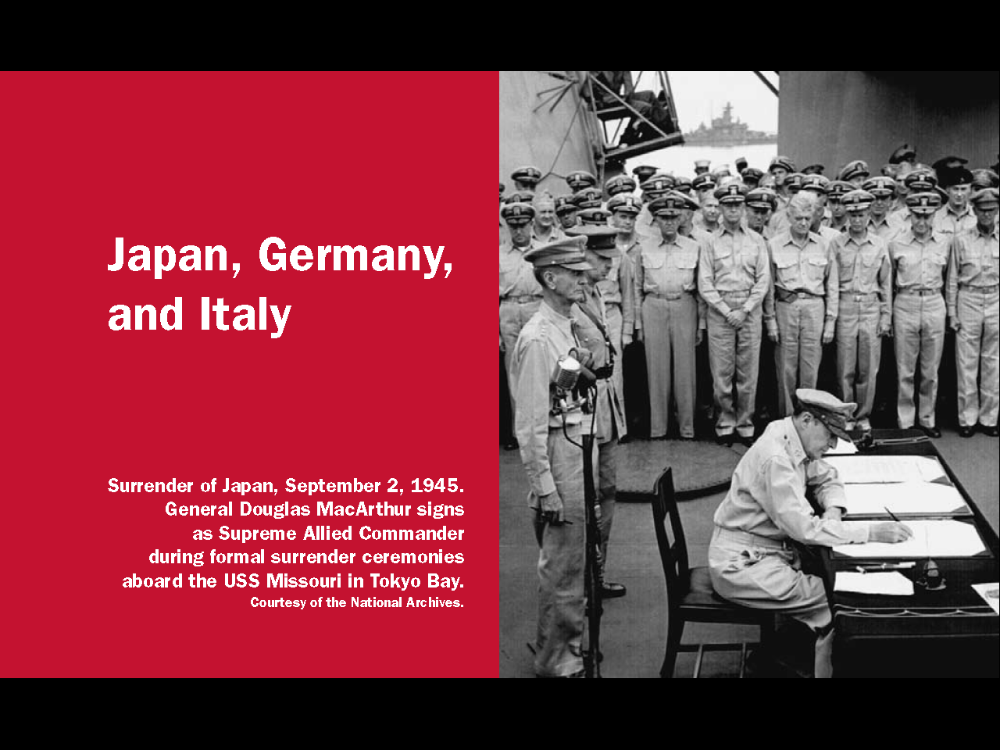 Japan, Germany,
and Italy
Surrender of Japan, September 2, 1945.
General Douglas MacArthur signs
as Supreme Allied Commander
during formal surrender ceremonies
aboard the USS Missouri in Tokyo Bay.
Courtesy of the National Archives.